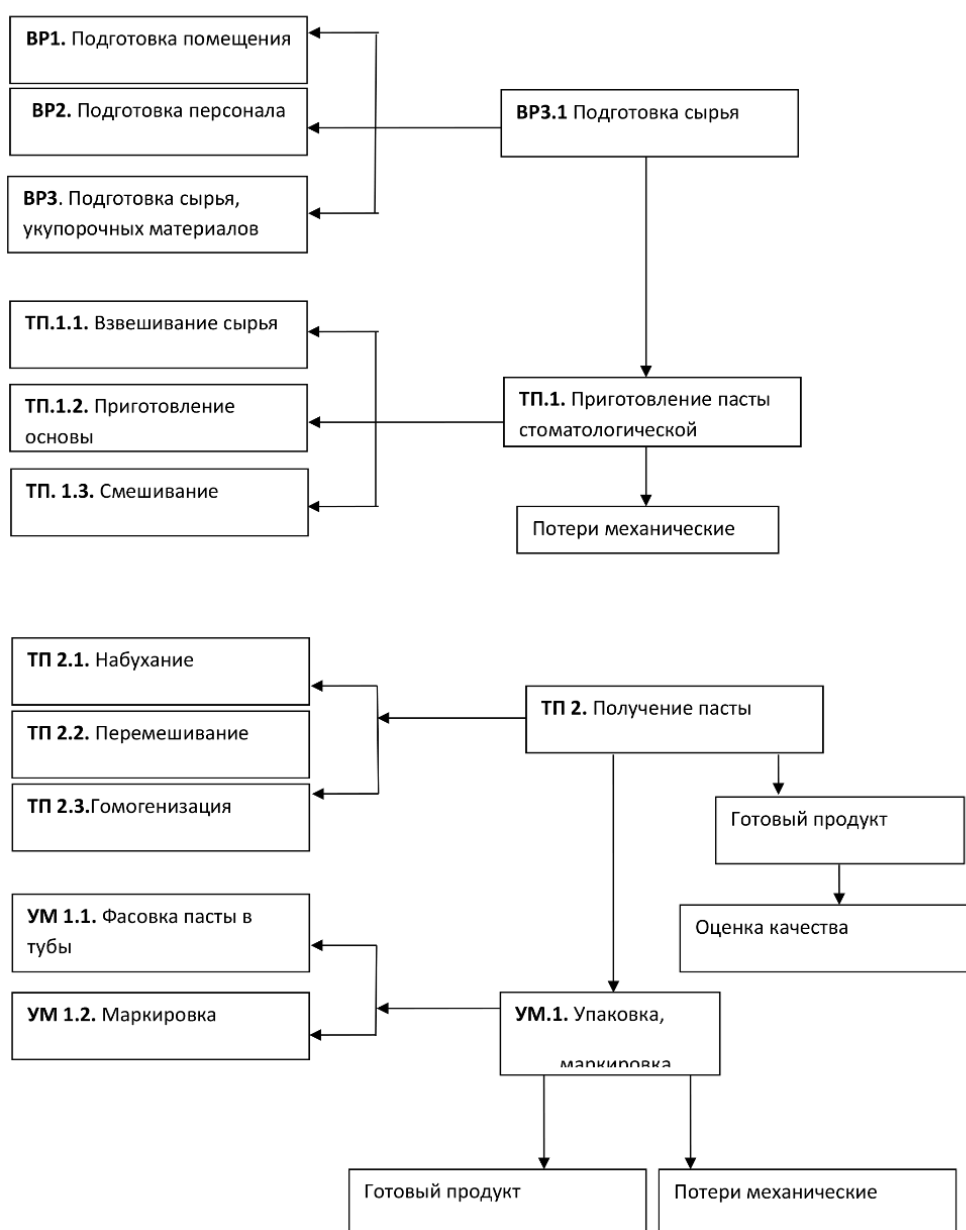 ВР1. Подготовка помещения
ВР2. Подготовка персонала
ВР3.1 Подготовка сырья
ВР3. Подготовка сырья,
укупорочных материалов
ТП.1.1. Взвешивание сырья
ТП.1.2. Приготовление
основы
ТП.1. Приготовление пасты
стоматологической
ТП. 1.3. Смешивание
Потери механические
ТП 2.1. Набухание
ТП 2. Получение пасты
ТП 2.2. Перемешивание
ТП 2.3.Гомогенизация
Готовый продукт
УМ 1.1. Фасовка пасты в
тубы
Оценка качества
УМ 1.2. Маркировка
УМ.1. Упаковка,
маркировка
Готовый продукт
Потери механические